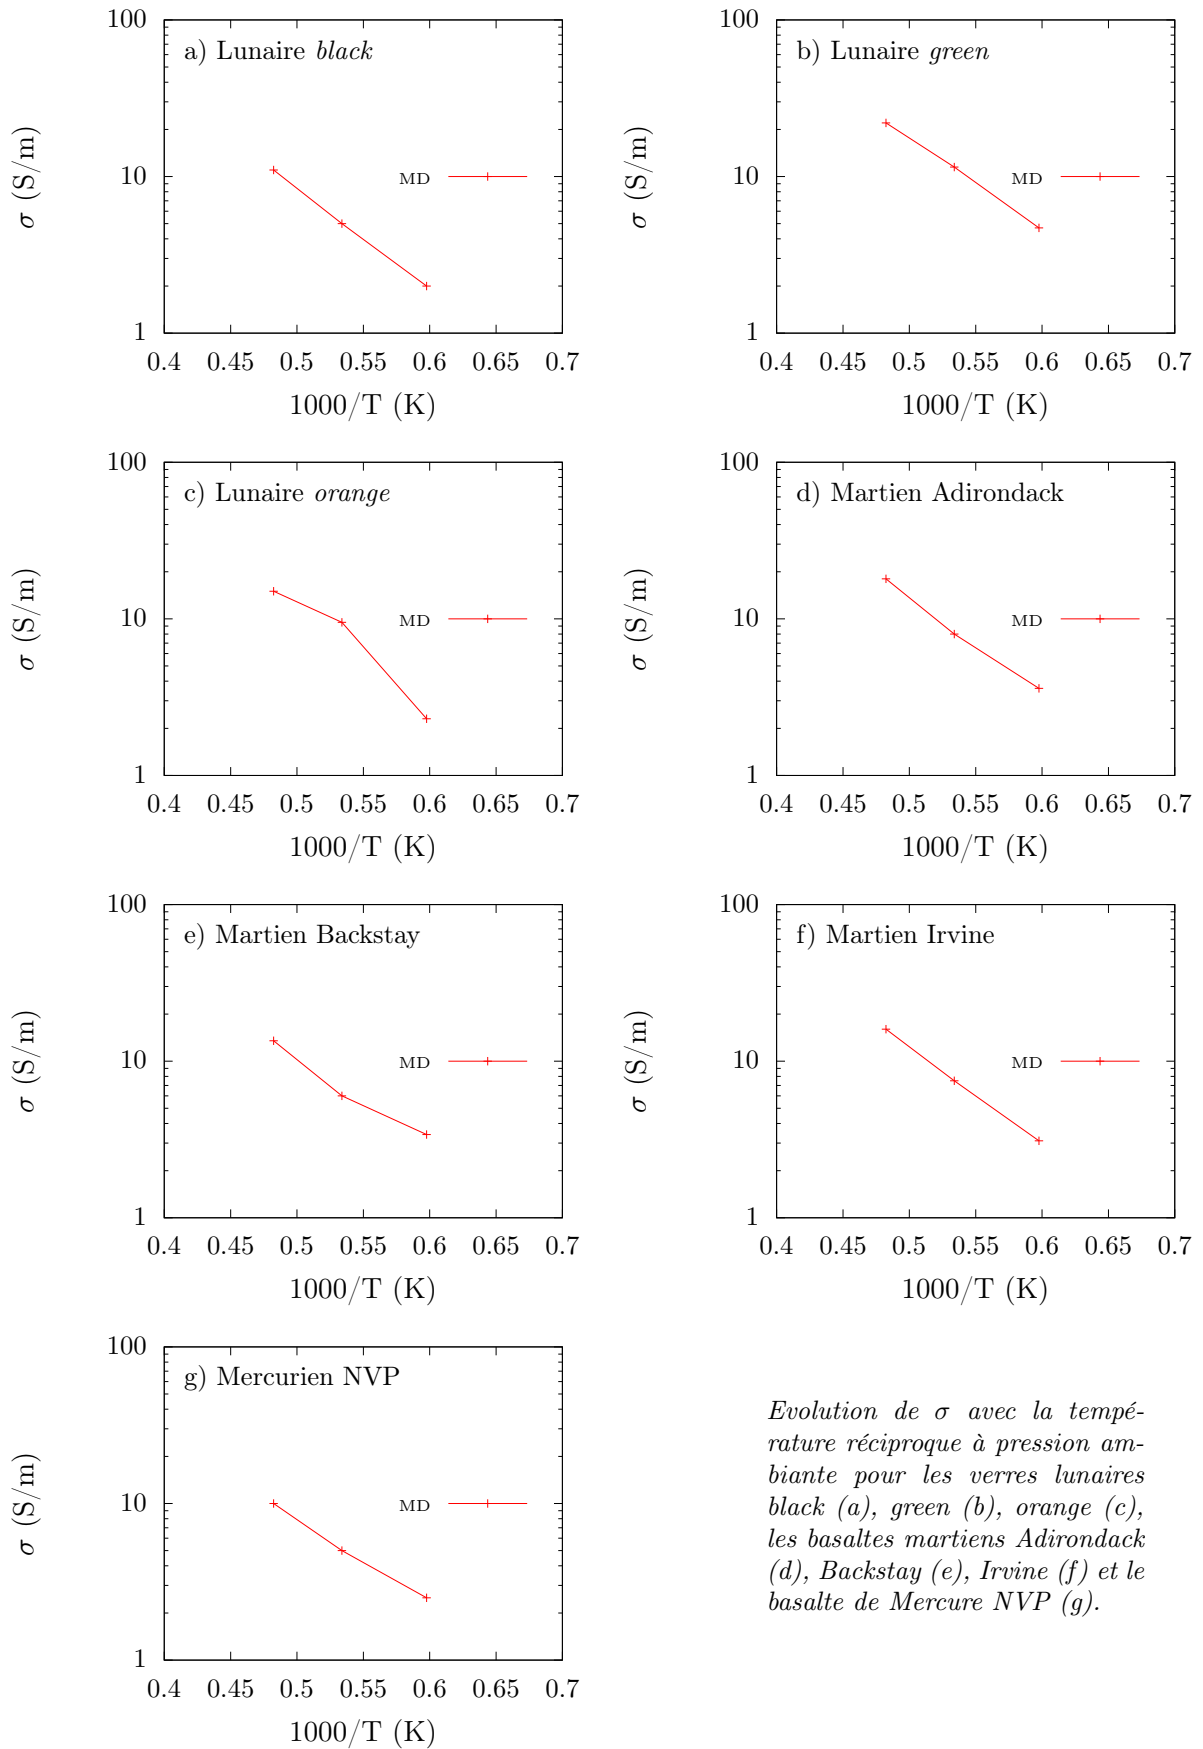 100
10
1
σ (S/m)
a) Lunaire black
MD
0.4 0.45 0.5 0.55 0.6 0.65 0.7
1000/T (K)
100
10
1
σ (S/m)
b) Lunaire green
MD
0.4 0.45 0.5 0.55 0.6 0.65 0.7
1000/T (K)
100
10
1
σ (S/m)
c) Lunaire orange
MD
0.4 0.45 0.5 0.55 0.6 0.65 0.7
1000/T (K)
100
10
1
σ (S/m)
d) Martien Adirondack
MD
0.4 0.45 0.5 0.55 0.6 0.65 0.7
1000/T (K)
100
10
1
σ (S/m)
e) Martien Backstay
MD
0.4 0.45 0.5 0.55 0.6 0.65 0.7
1000/T (K)
100
10
1
σ (S/m)
f) Martien Irvine
MD
0.4 0.45 0.5 0.55 0.6 0.65 0.7
1000/T (K)
100
10
1
σ (S/m)
g) Mercurien NVP
MD
0.4 0.45 0.5 0.55 0.6 0.65 0.7
1000/T (K)
Evolution de σ avec la tempé-
rature réciproque à pression am-
biante pour les verres lunaires
black (a), green (b), orange (c),
les basaltes martiens Adirondack
(d), Backstay (e), Irvine (f) et le
basalte de Mercure NVP (g).